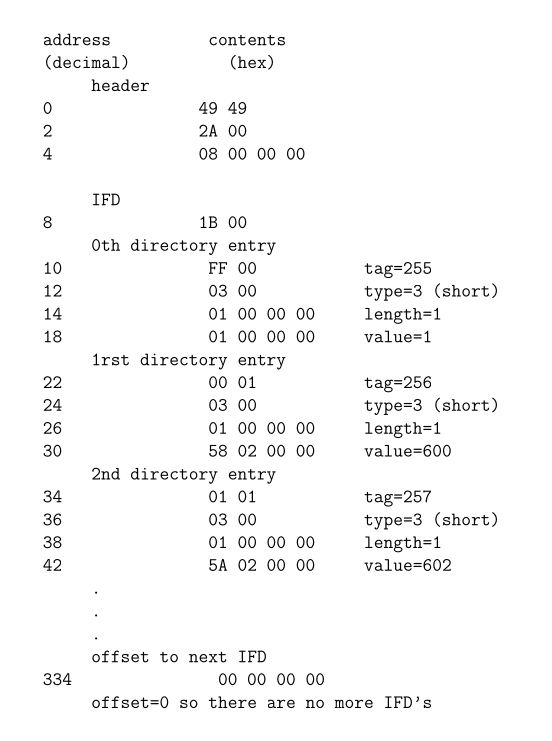 address contents
(decimal) (hex)
header
0 49 49
2 2A 00
4 08 00 00 00
IFD
8 1B 00
0th directory entry
10 FF 00 tag=255
12 03 00 type=3 (short)
14 01 00 00 00 length=1
18 01 00 00 00 value=1
1rst directory entry
22 00 01 tag=256
24 03 00 type=3 (short)
26 01 00 00 00 length=1
30 58 02 00 00 value=600
2nd directory entry
34 01 01 tag=257
36 03 00 type=3 (short)
38 01 00 00 00 length=1
42 5A 02 00 00 value=602
.
.
.
offset to next IFD
334 00 00 00 00
offset=0 so there are no more IFD's